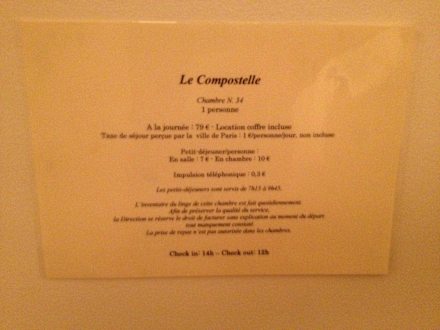 Le Compostelle
Chambre N. 34
1 personne
A la journée : 79 € - Location coffre incluse
Taxe de séjour perçue par la ville de Paris : 1 €/personne/jour, non incluse
Petit-déjeuner/personne :
En salle : 7 € - En chambre : 10 €
Impulsion téléphonique : 0,3 €
Les petits-déjeuners sont servis de 7h15 à 9h45.
L'inventaire du linge de cette chambre est fait quotidiennement.
Afin de préserver la qualité du service,
la Direction se réserve le droit de facturer sans explication au moment du départ
tout manquement constaté.
La prise de repas n'est pas autorisée dans les chambres.
Check in: 14h – Check out: 12h